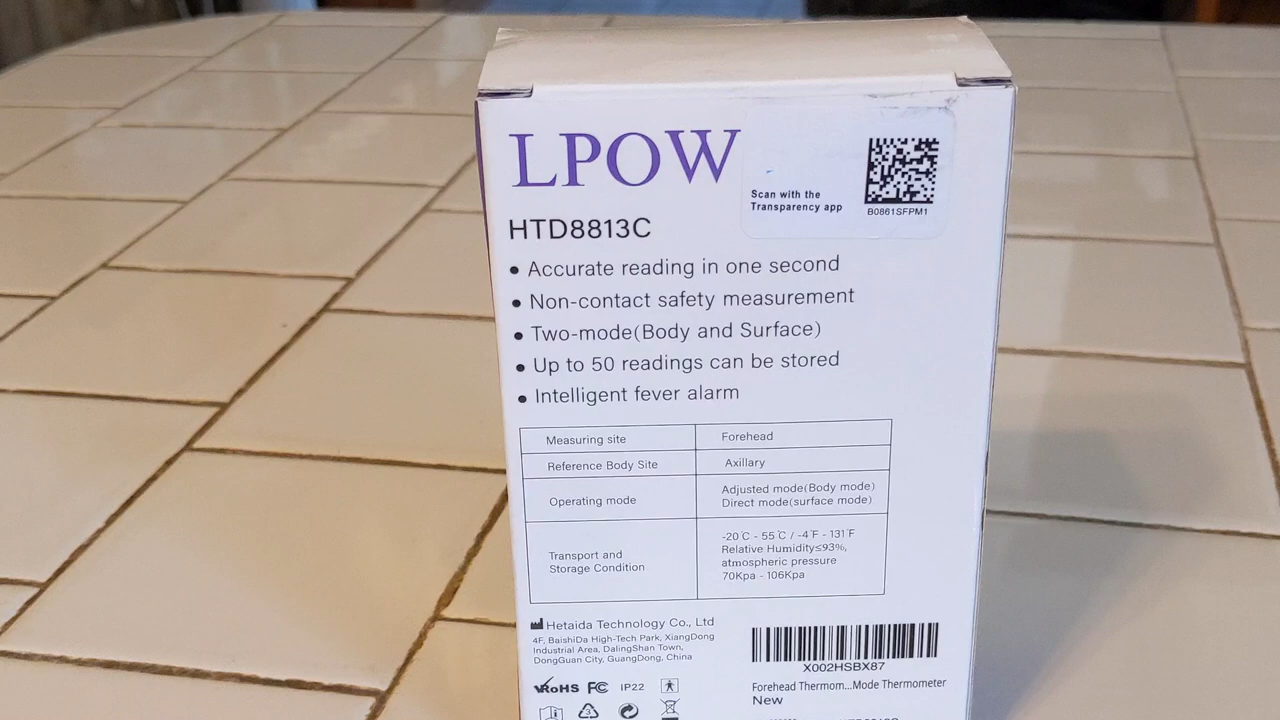 LPOW
Scan with the
Transparency app
B0861SFPM1
HTD8813C
• Accurate reading in one second
• Non-contact safety measurement
• Two-mode(Body and Surface)
• Up to 50 readings can be stored
• Intelligent fever alarm
Measuring site Forehead
Reference Body Site Axillary
Operating mode Adjusted mode(Body mode)
Direct mode(surface mode)
Transport and
Storage Condition
-20℃ - 55℃ / -4℉ - 131℉
Relative Humidity≤93%,
atmospheric pressure
70Kpa - 106Kpa
Hetaida Technology Co., Ltd
4F, BaishiDa High-Tech Park, XiangDong
Industrial Area, DalingShan Town,
DongGuan City, GuangDong, China
X002HSBX87
Forehead Thermom...Mode Thermometer
New
RoHS FC IP22